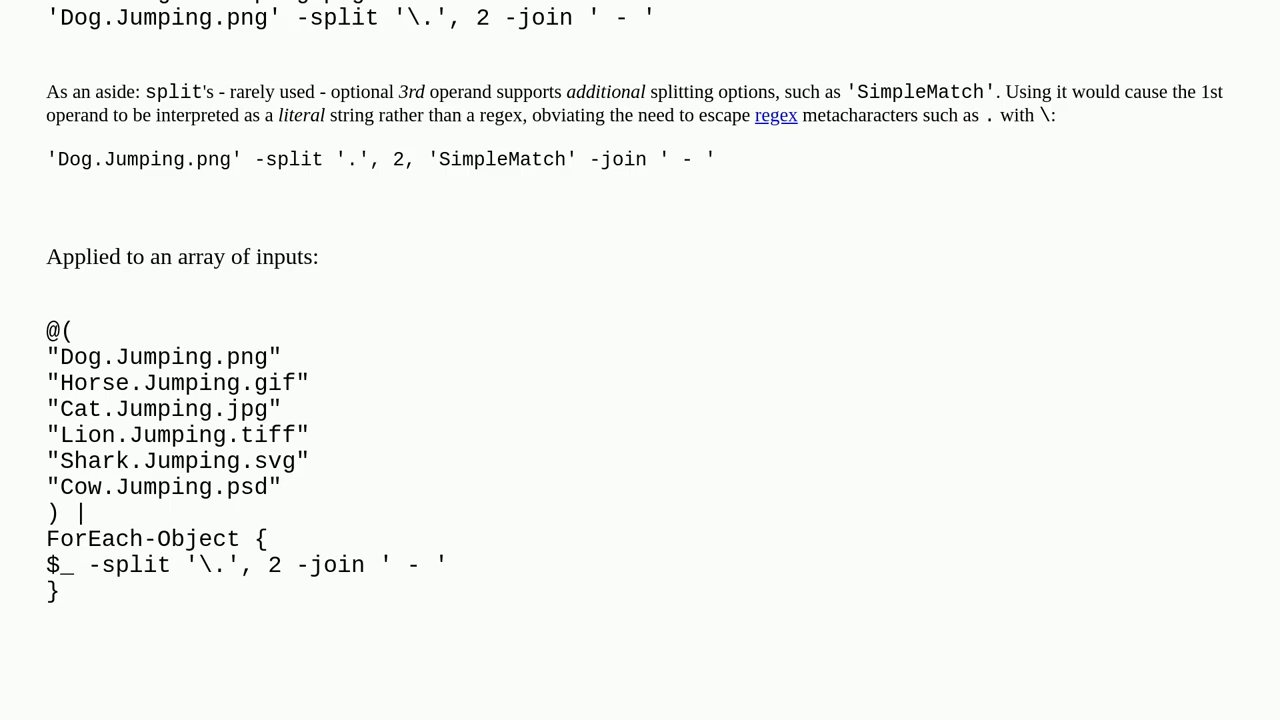 'Dog.Jumping.png' -split '\.', 2 -join ' - '
As an aside: split's - rarely used - optional 3rd operand supports additional splitting options, such as 'SimpleMatch'. Using it would cause the 1st
operand to be interpreted as a literal string rather than a regex, obviating the need to escape regex metacharacters such as . with \:
'Dog.Jumping.png' -split '.', 2, 'SimpleMatch' -join ' - '
Applied to an array of inputs:
@(
"Dog.Jumping.png"
"Horse.Jumping.gif"
"Cat.Jumping.jpg"
"Lion.Jumping.tiff"
"Shark.Jumping.svg"
"Cow.Jumping.psd"
) |
ForEach-Object {
$_ -split '\.', 2 -join ' - '
}